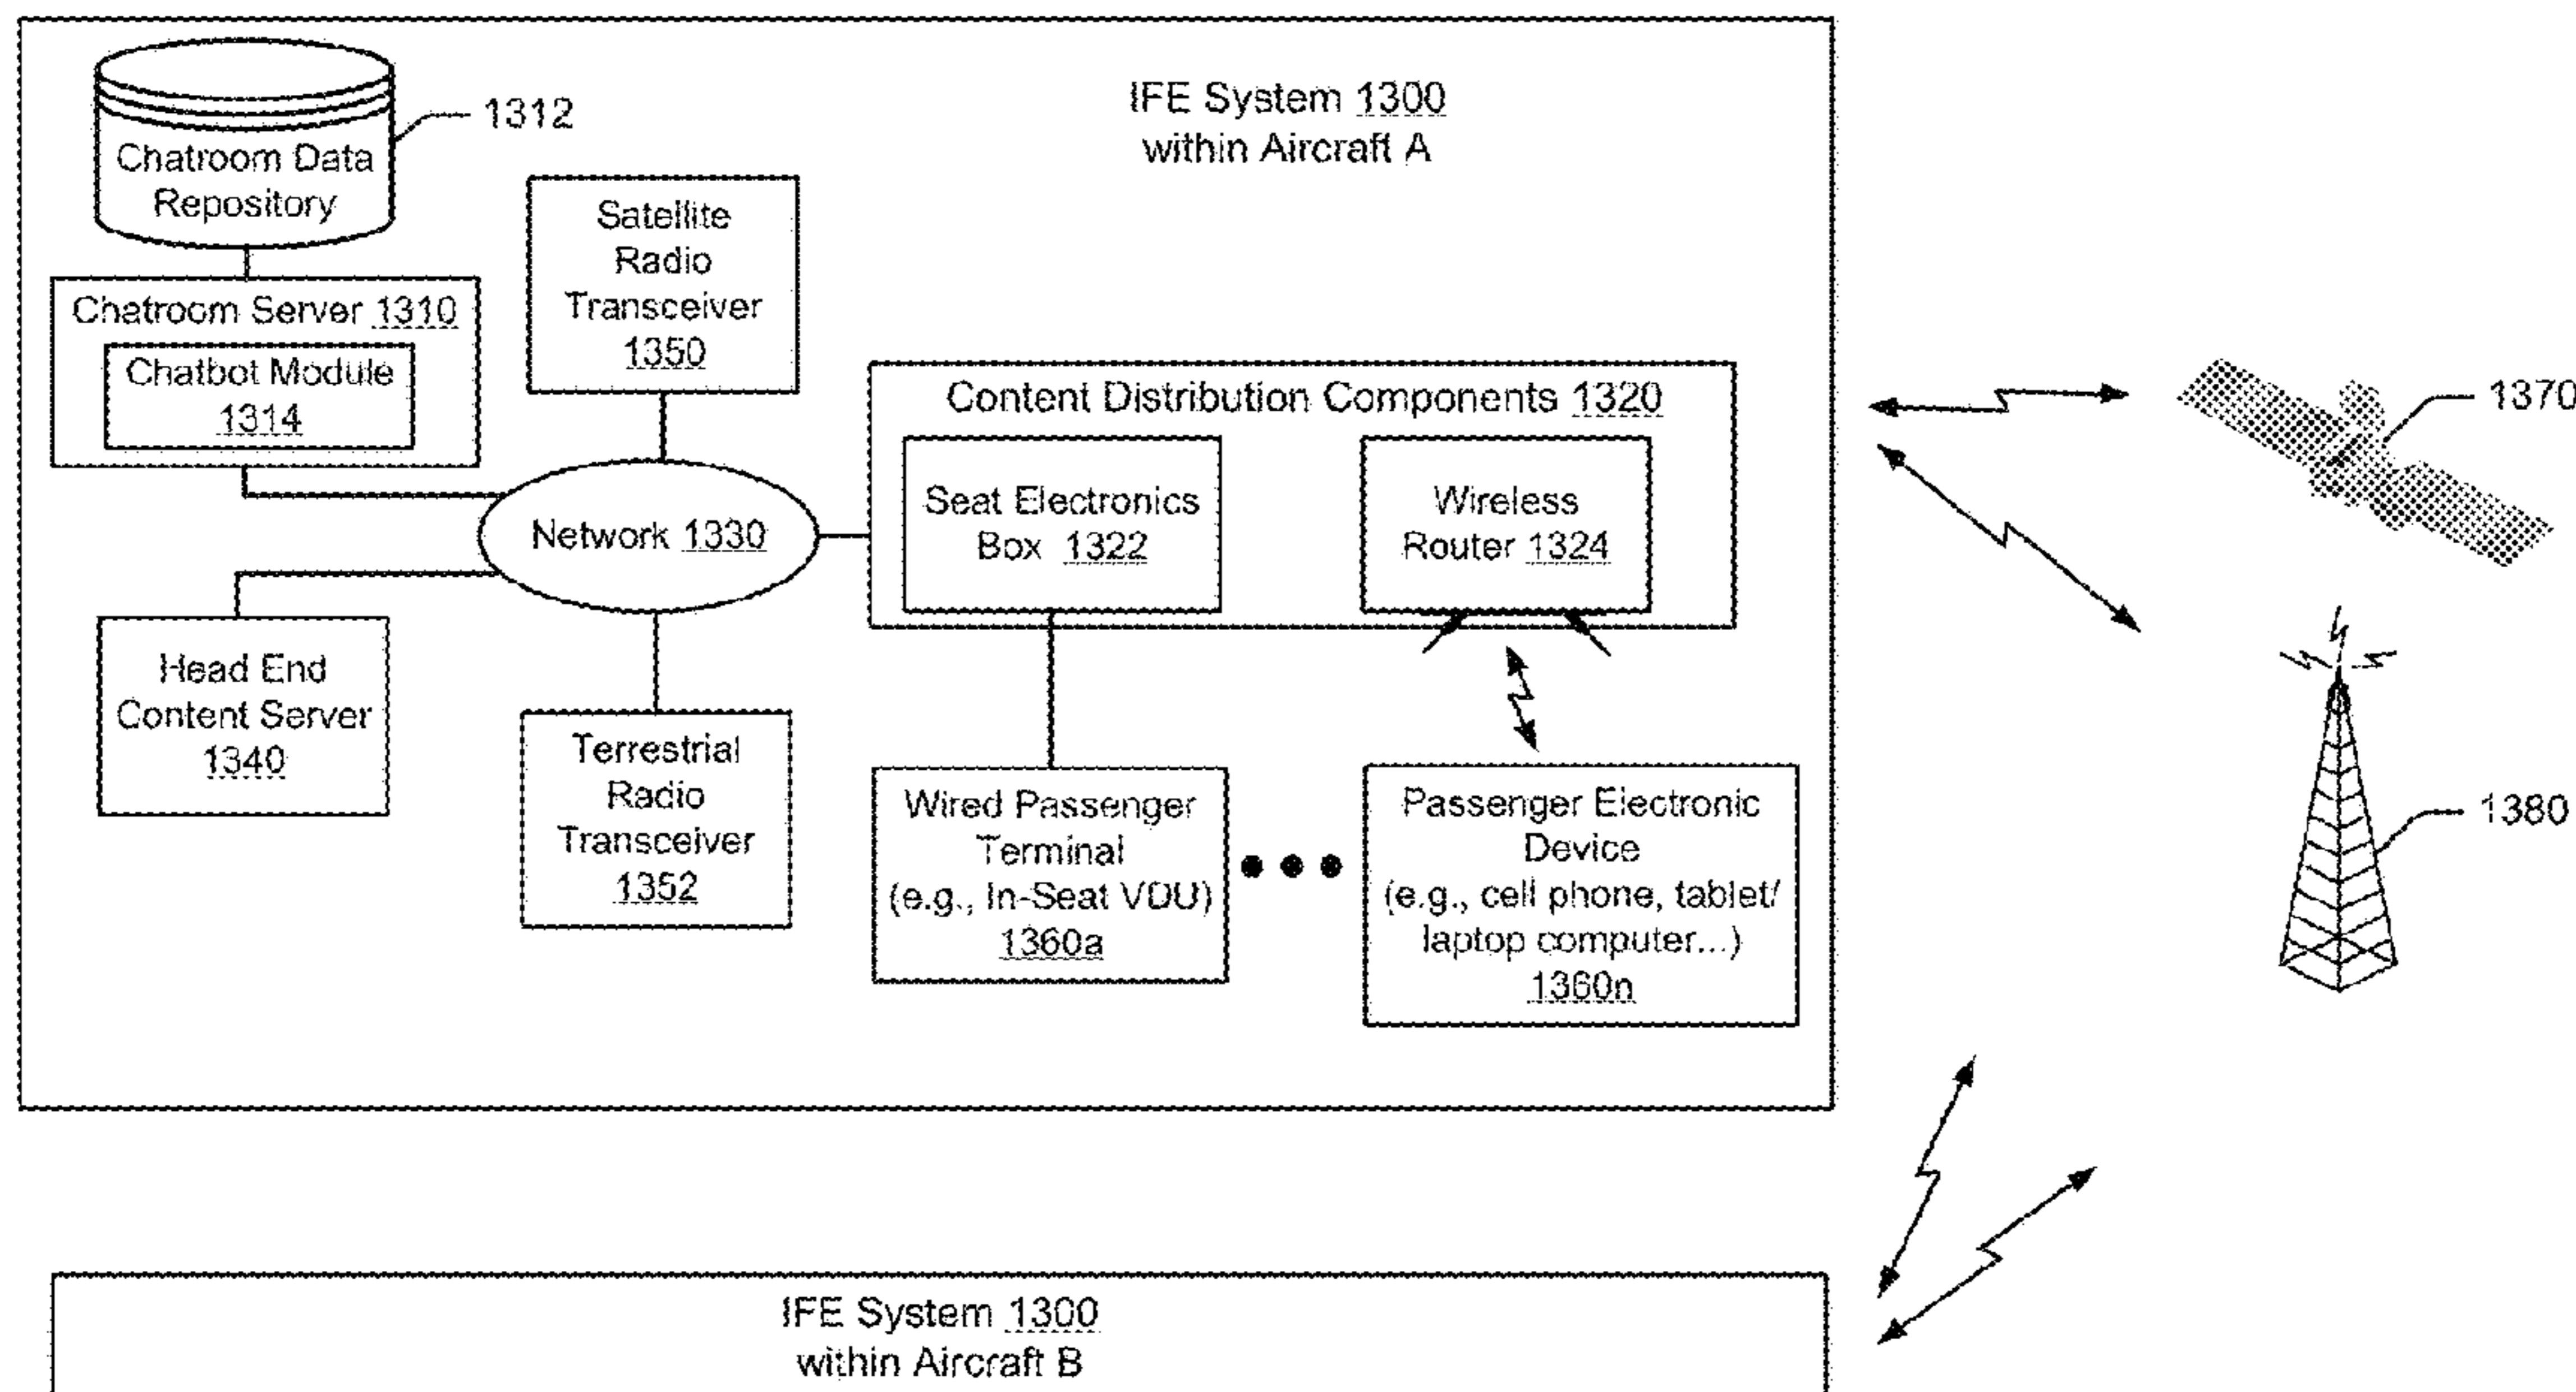 IFE System 1300
within Aircraft A
1312
Chatroom Data
Repository
Satellite
Radio
Transceiver
1350
Chatroom Server 1310
Chatbot Module
1314
Content Distribution Components 1320
1370
Seat Electronics
Box 1322
Wireless
Router 1324
Network 1330
Head End
Content Server
1340
Terrestrial
Radio
Transceiver
1352
Wired Passenger
Terminal
(e.g., In-Seat VDU)
1360a
Passenger Electronic
Device
(e.g., cell phone, tablet/
laptop computer...)
1360n
1380
IFE System 1300
within Aircraft B